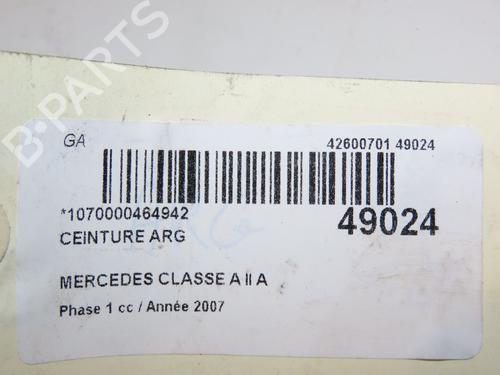 B-PARTS
GA
42600701 49024
*1070000464942
49024
CEINTURE ARG
MERCEDES CLASSE A II A
Phase 1 cc / Année 2007